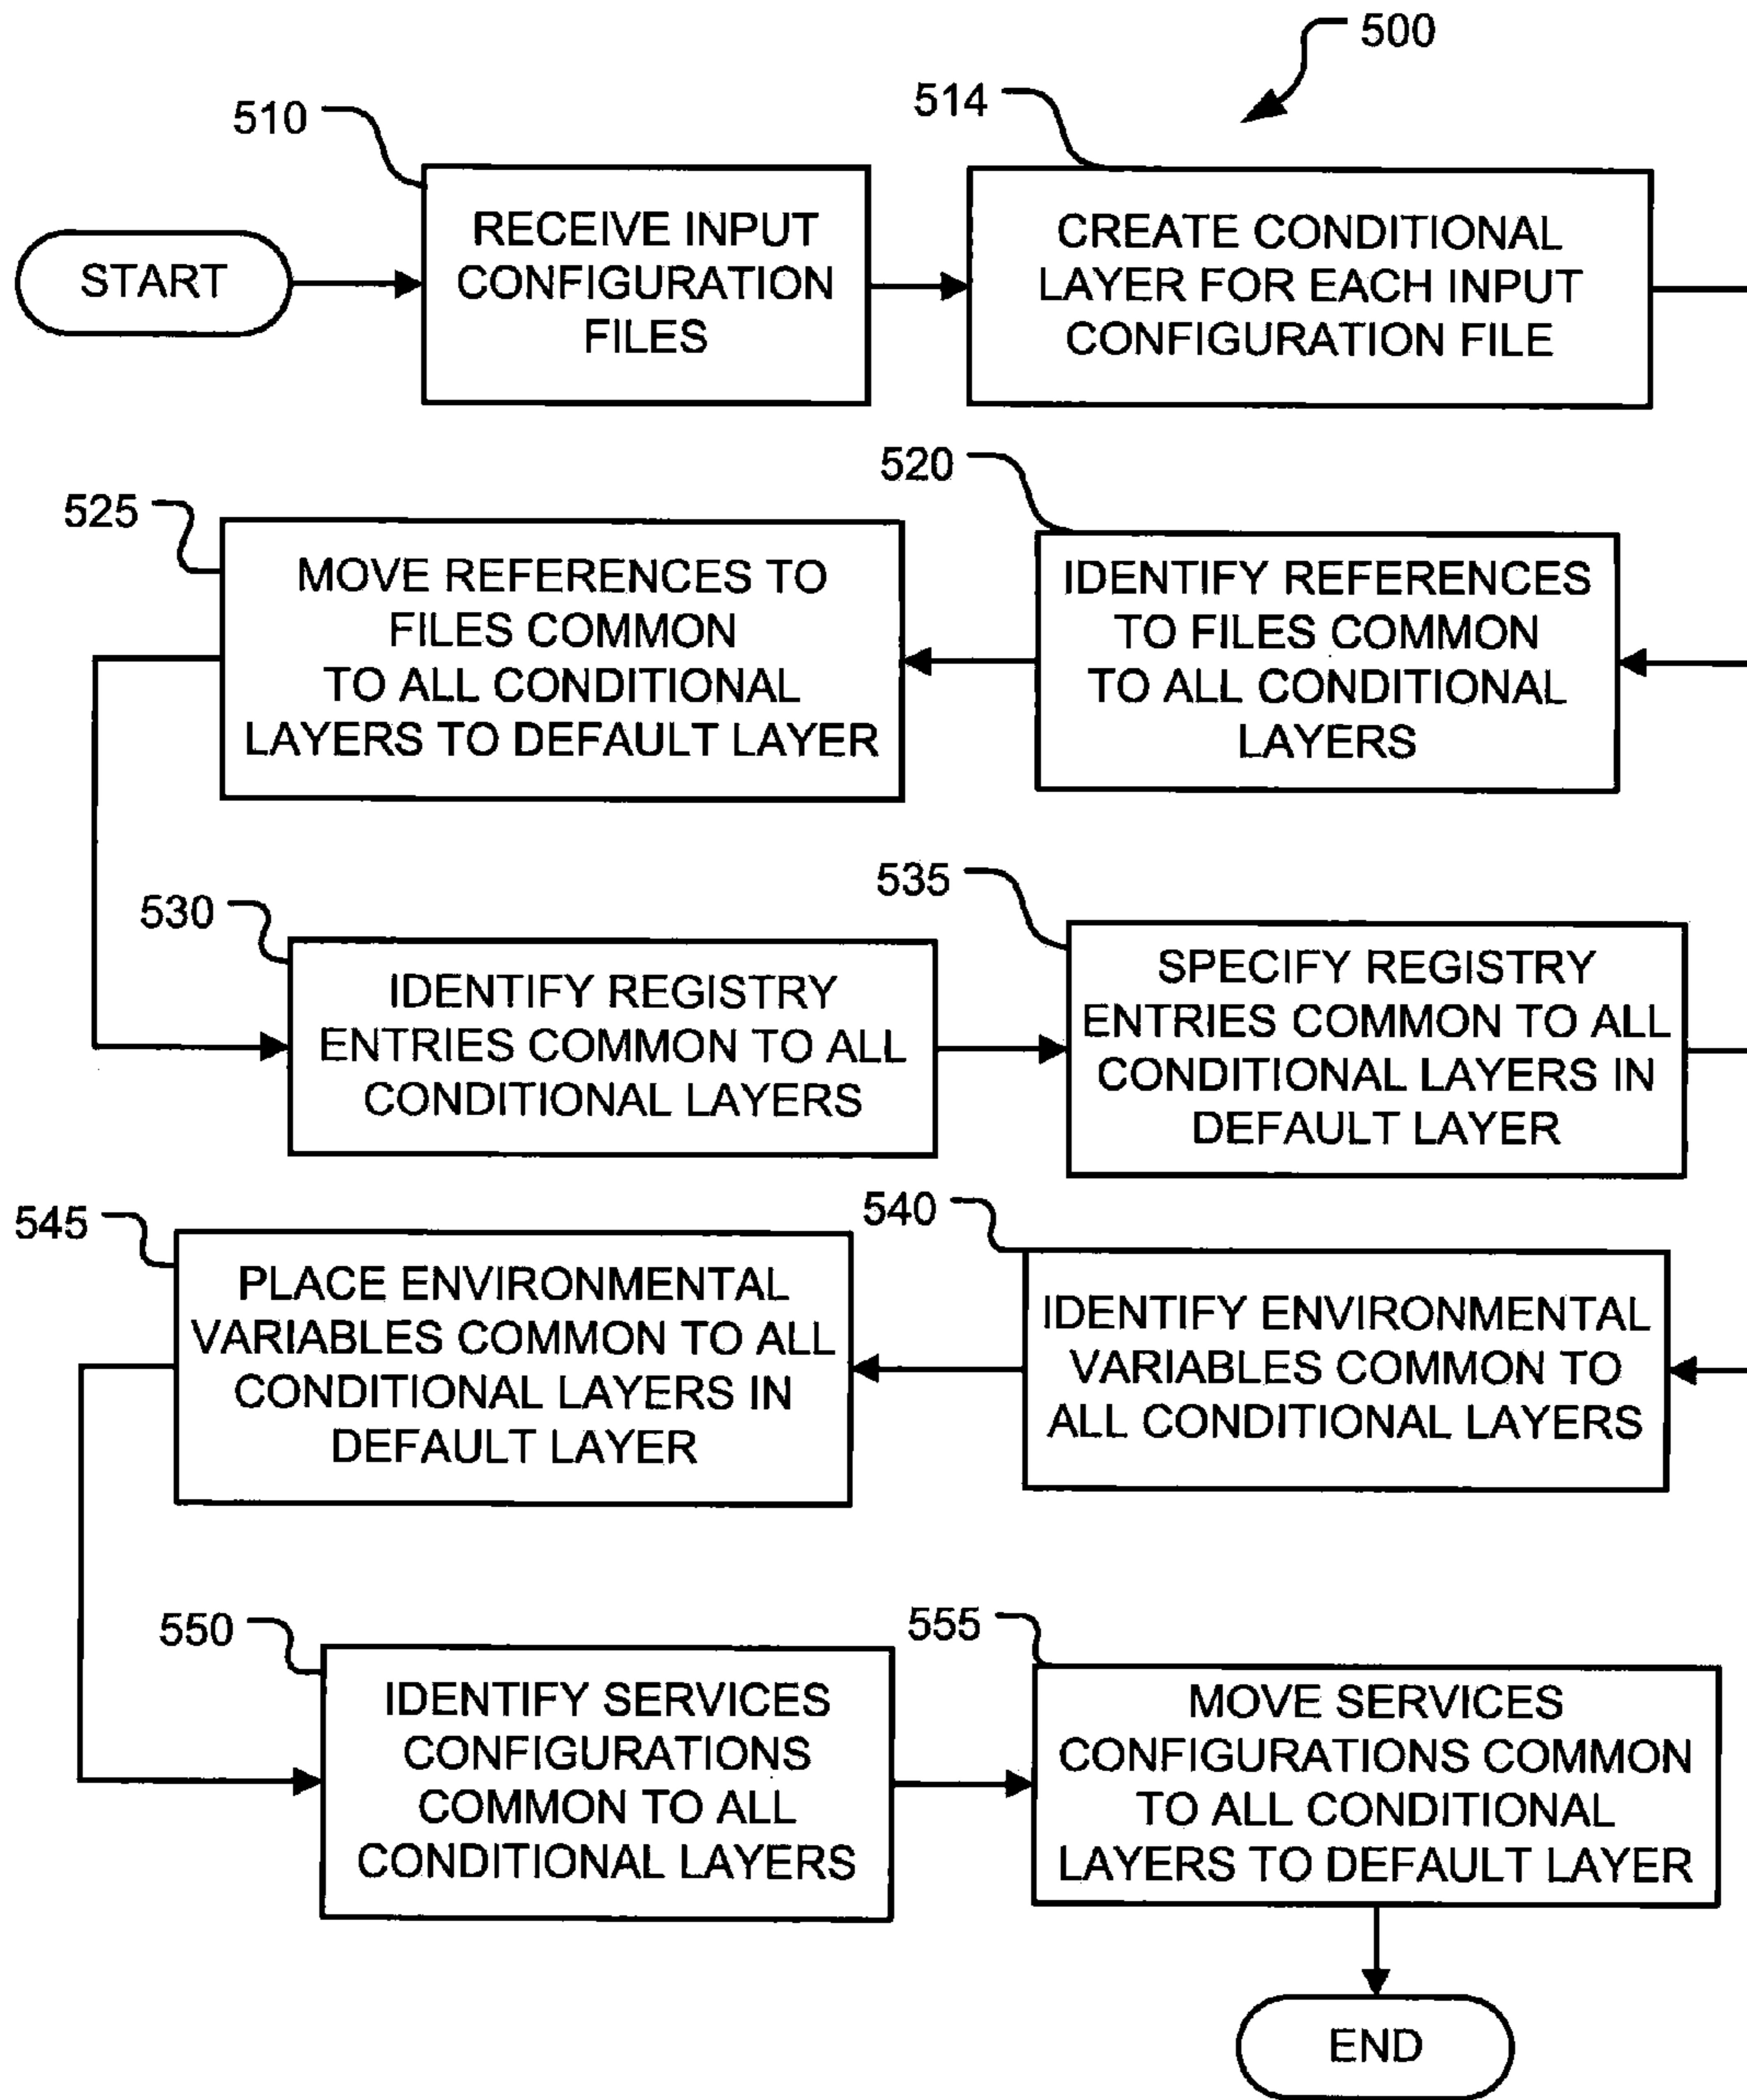 500
510
514
START
RECEIVE INPUT
CONFIGURATION
FILES
CREATE CONDITIONAL
LAYER FOR EACH INPUT
CONFIGURATION FILE
520
IDENTIFY REFERENCES
TO FILES COMMON
TO ALL CONDITIONAL
LAYERS
525
MOVE REFERENCES TO
FILES COMMON
TO ALL CONDITIONAL
LAYERS TO DEFAULT LAYER
530
IDENTIFY REGISTRY
ENTRIES COMMON TO ALL
CONDITIONAL LAYERS
535
SPECIFY REGISTRY
ENTRIES COMMON TO ALL
CONDITIONAL LAYERS IN
DEFAULT LAYER
540
IDENTIFY ENVIRONMENTAL
VARIABLES COMMON TO
ALL CONDITIONAL LAYERS
545
PLACE ENVIRONMENTAL
VARIABLES COMMON TO ALL
CONDITIONAL LAYERS IN
DEFAULT LAYER
550
IDENTIFY SERVICES
CONFIGURATIONS
COMMON TO ALL
CONDITIONAL LAYERS
555
MOVE SERVICES
CONFIGURATIONS COMMON
TO ALL CONDITIONAL
LAYERS TO DEFAULT LAYER
END